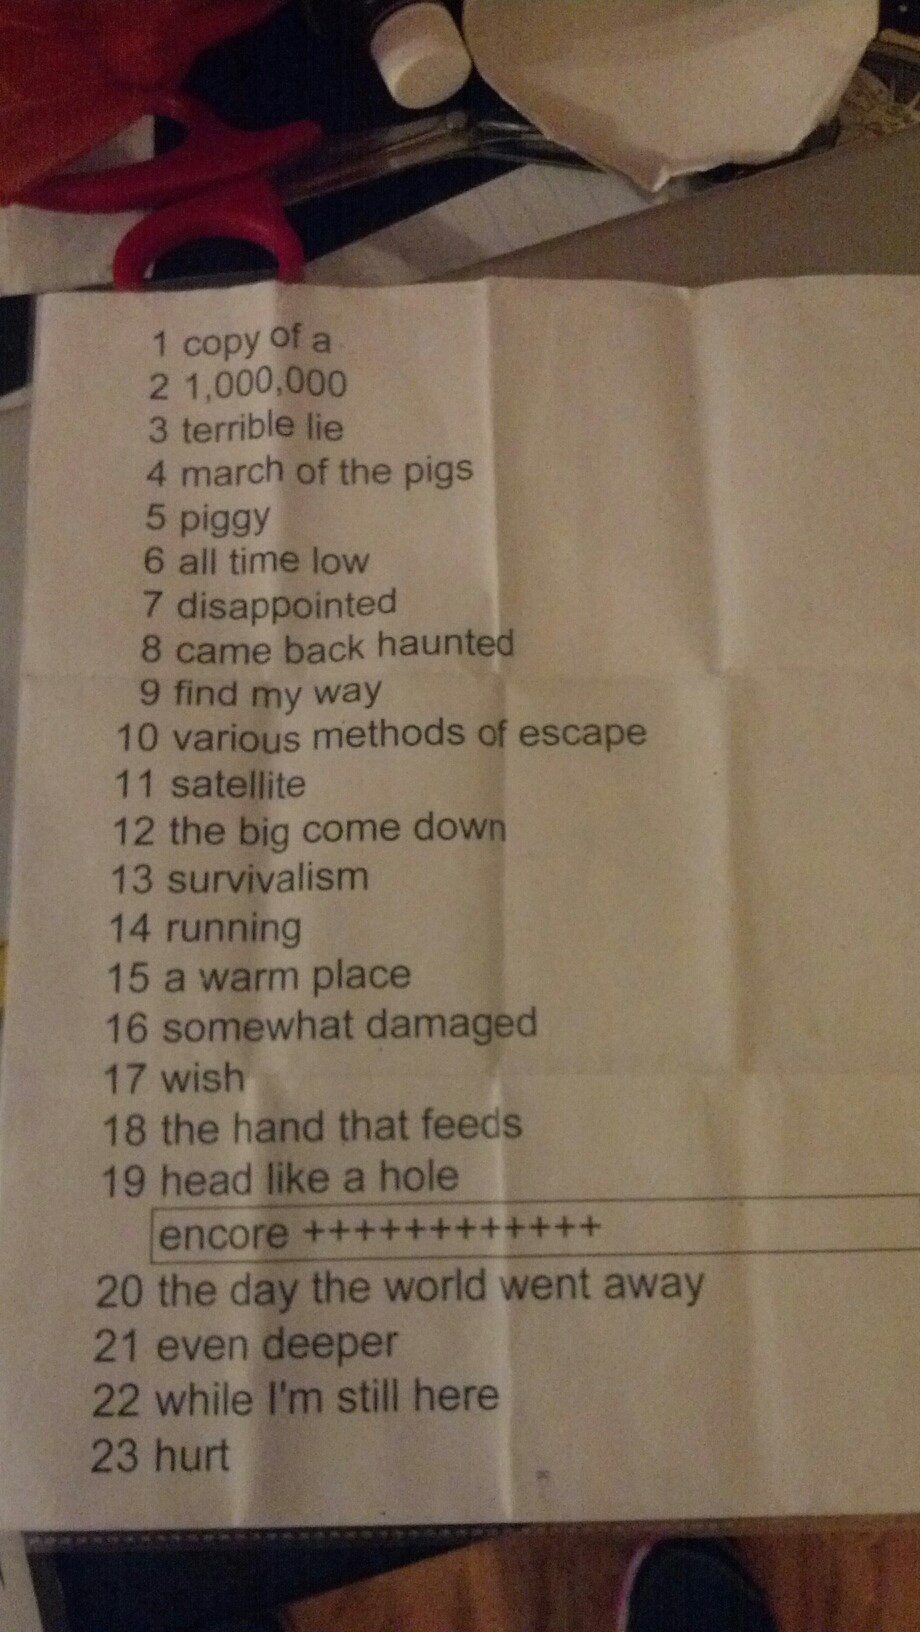 1 copy of a
2 1,000,000
3 terrible lie
4 march of the pigs
5 piggy
6 all time low
7 disappointed
8 came back haunted
9 find my way
10 various methods of escape
11 satellite
12 the big come down
13 survivalism
14 running
15 a warm place
16 somewhat damaged
17 wish
18 the hand that feeds
19 head like a hole
encore ++++++++++++
20 the day the world went away
21 even deeper
22 while I'm still here
23 hurt